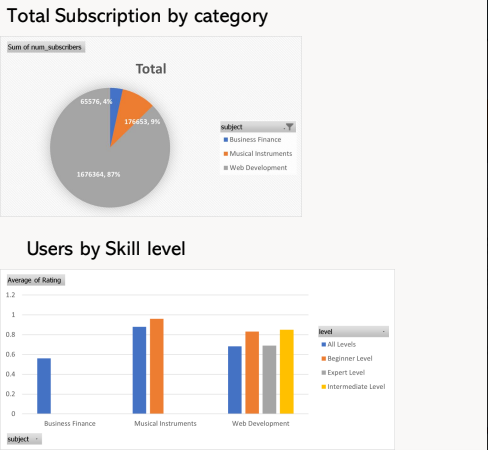 Total Subscription by category
Sum of num_subscribers
Total
65576, 4%
176653, 9%
1676364, 87%
subject
Business Finance
Musical Instruments
Web Development
Users by Skill level
Average of Rating
1.2
1
0.8
0.6
0.4
0.2
0
Business Finance
Musical Instruments
Web Development
level
All Levels
Beginner Level
Expert Level
Intermediate Level
subject